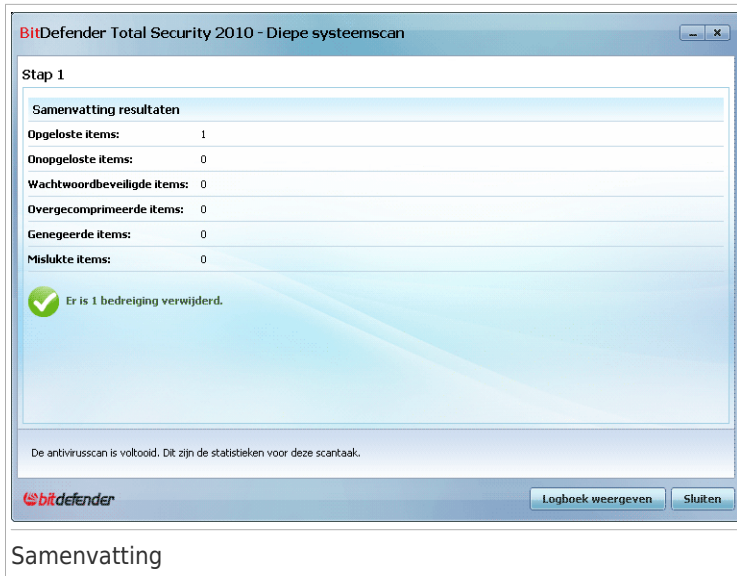 BitDefender Total Security 2010 - Diepe systeemscan
Stap 1
Samenvatting resultaten
Opgeloste items: 1
Onopgeloste items: 0
Wachtwoordbeveiligde items: 0
Overgecomprimeerde items: 0
Genegeerde items: 0
Mislukte items: 0
Er is 1 bedreiging verwijderd.
De antivirusscan is voltooid. Dit zijn de statistieken voor deze scantaak.
bitdefender
Logboek weergeven
Sluiten
Samenvatting